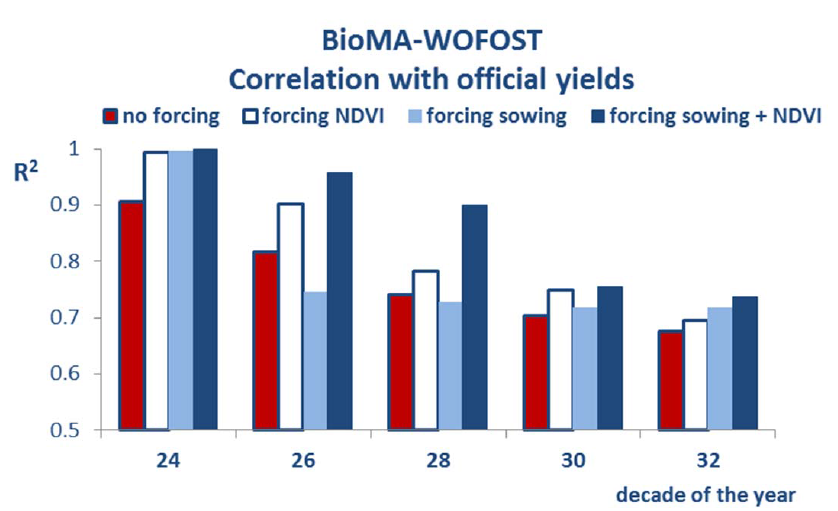 BioMA-WOFOST
Correlation with official yields
no forcing forcing NDVI forcing sowing forcing sowing + NDVI
R²
1
0.9
0.8
0.7
0.6
0.5
24 26 28 30 32
decade of the year